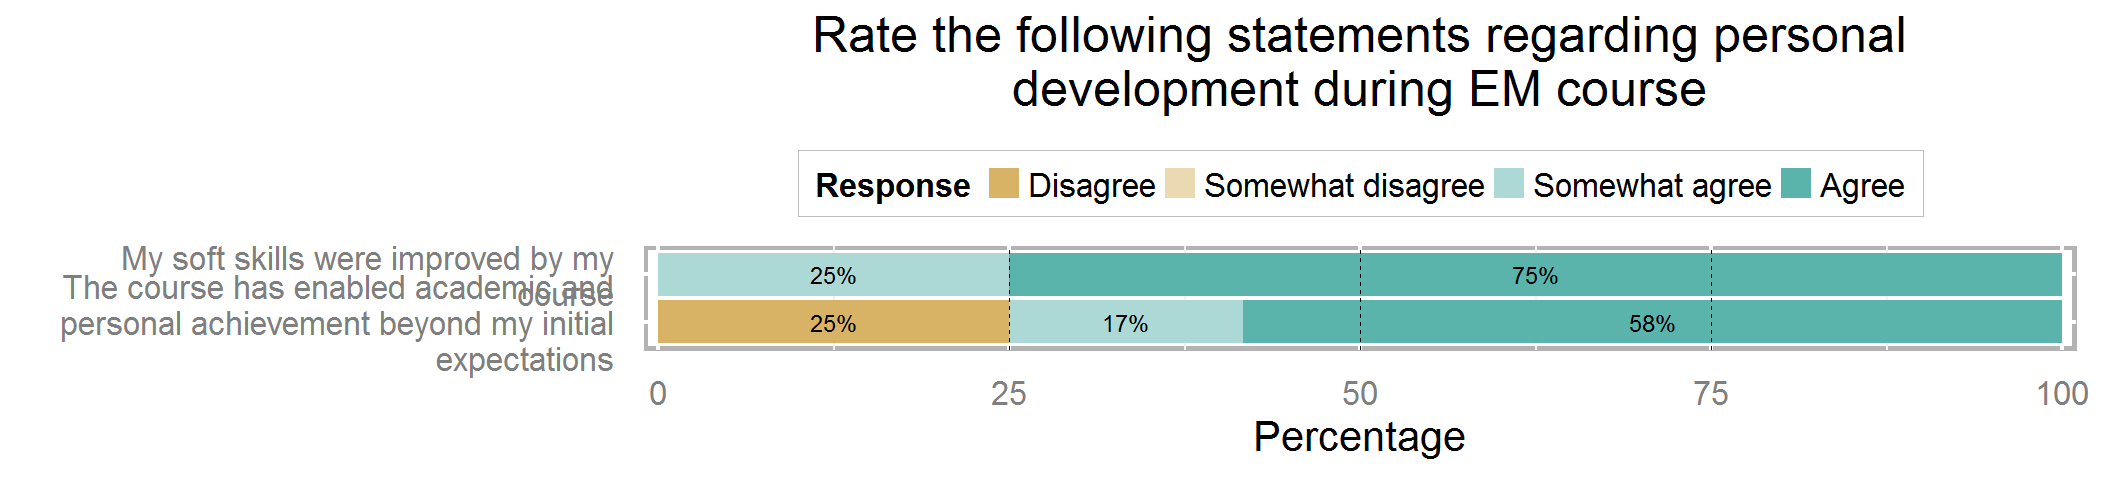 Rate the following statements regarding personal
development during EM course
Response Disagree Somewhat disagree Somewhat agree Agree
My soft skills were improved by my
course
25% 75%
The course has enabled academic and
personal achievement beyond my initial
expectations
25% 17% 58%
0 25 50 75 100
Percentage